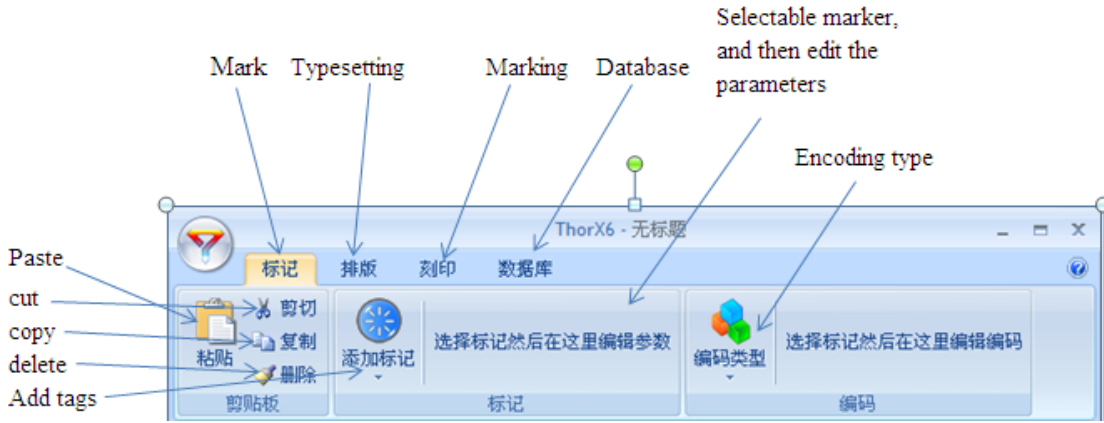 Selectable marker,
and then edit the
parameters
Mark Typesetting Marking Database
Encoding type
ThorX6 - 无标题
标记 排版 刻印 数据库
Paste
cut
copy
delete
Add tags
粘贴
剪切
复制
删除
剪贴板
添加标记
选择标记然后在这里编辑参数
标记
编码类型
选择标记然后在这里编辑编码
编码